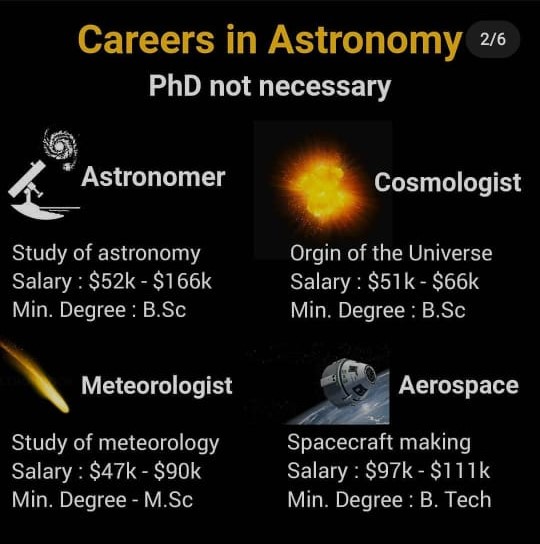 Careers in Astronomy
2/6
PhD not necessary
Astronomer
Study of astronomy
Salary : $52k - $166k
Min. Degree : B.Sc
Cosmologist
Orgin of the Universe
Salary : $51k - $66k
Min. Degree : B.Sc
Meteorologist
Study of meteorology
Salary : $47k - $90k
Min. Degree - M.Sc
Aerospace
Spacecraft making
Salary : $97k - $111k
Min. Degree : B. Tech